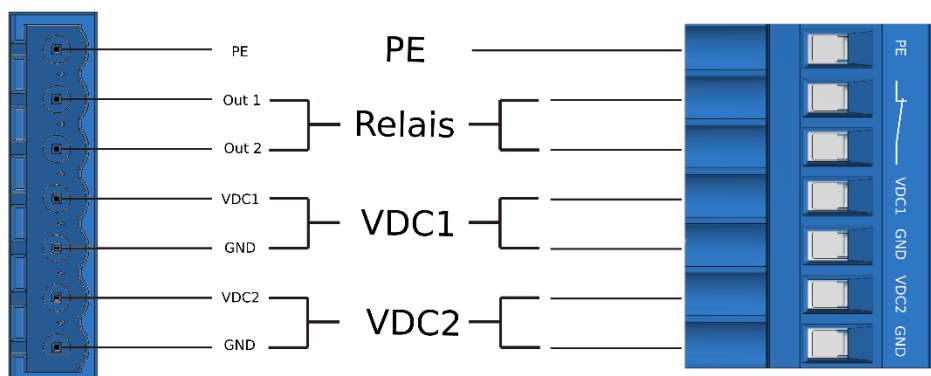 PE
PE
PE
Out 1
Relais
Out 2
VDC1
VDC1
VDC1
GND
GND
VDC2
VDC2
VDC2
GND
GND